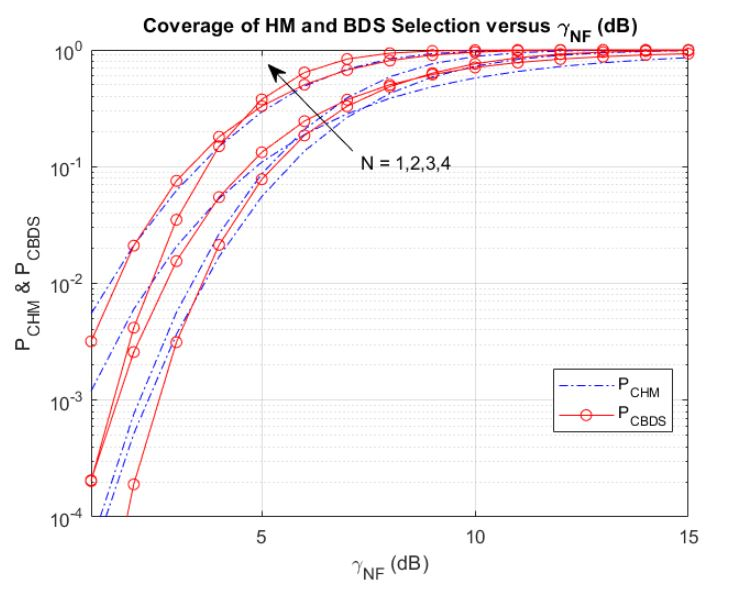 Coverage of HM and BDS Selection versus γNF (dB)
PCHM & PCBDS
10^0
10^-1
10^-2
10^-3
10^-4
N = 1,2,3,4
PCHM
PCBDS
5
10
15
γNF (dB)